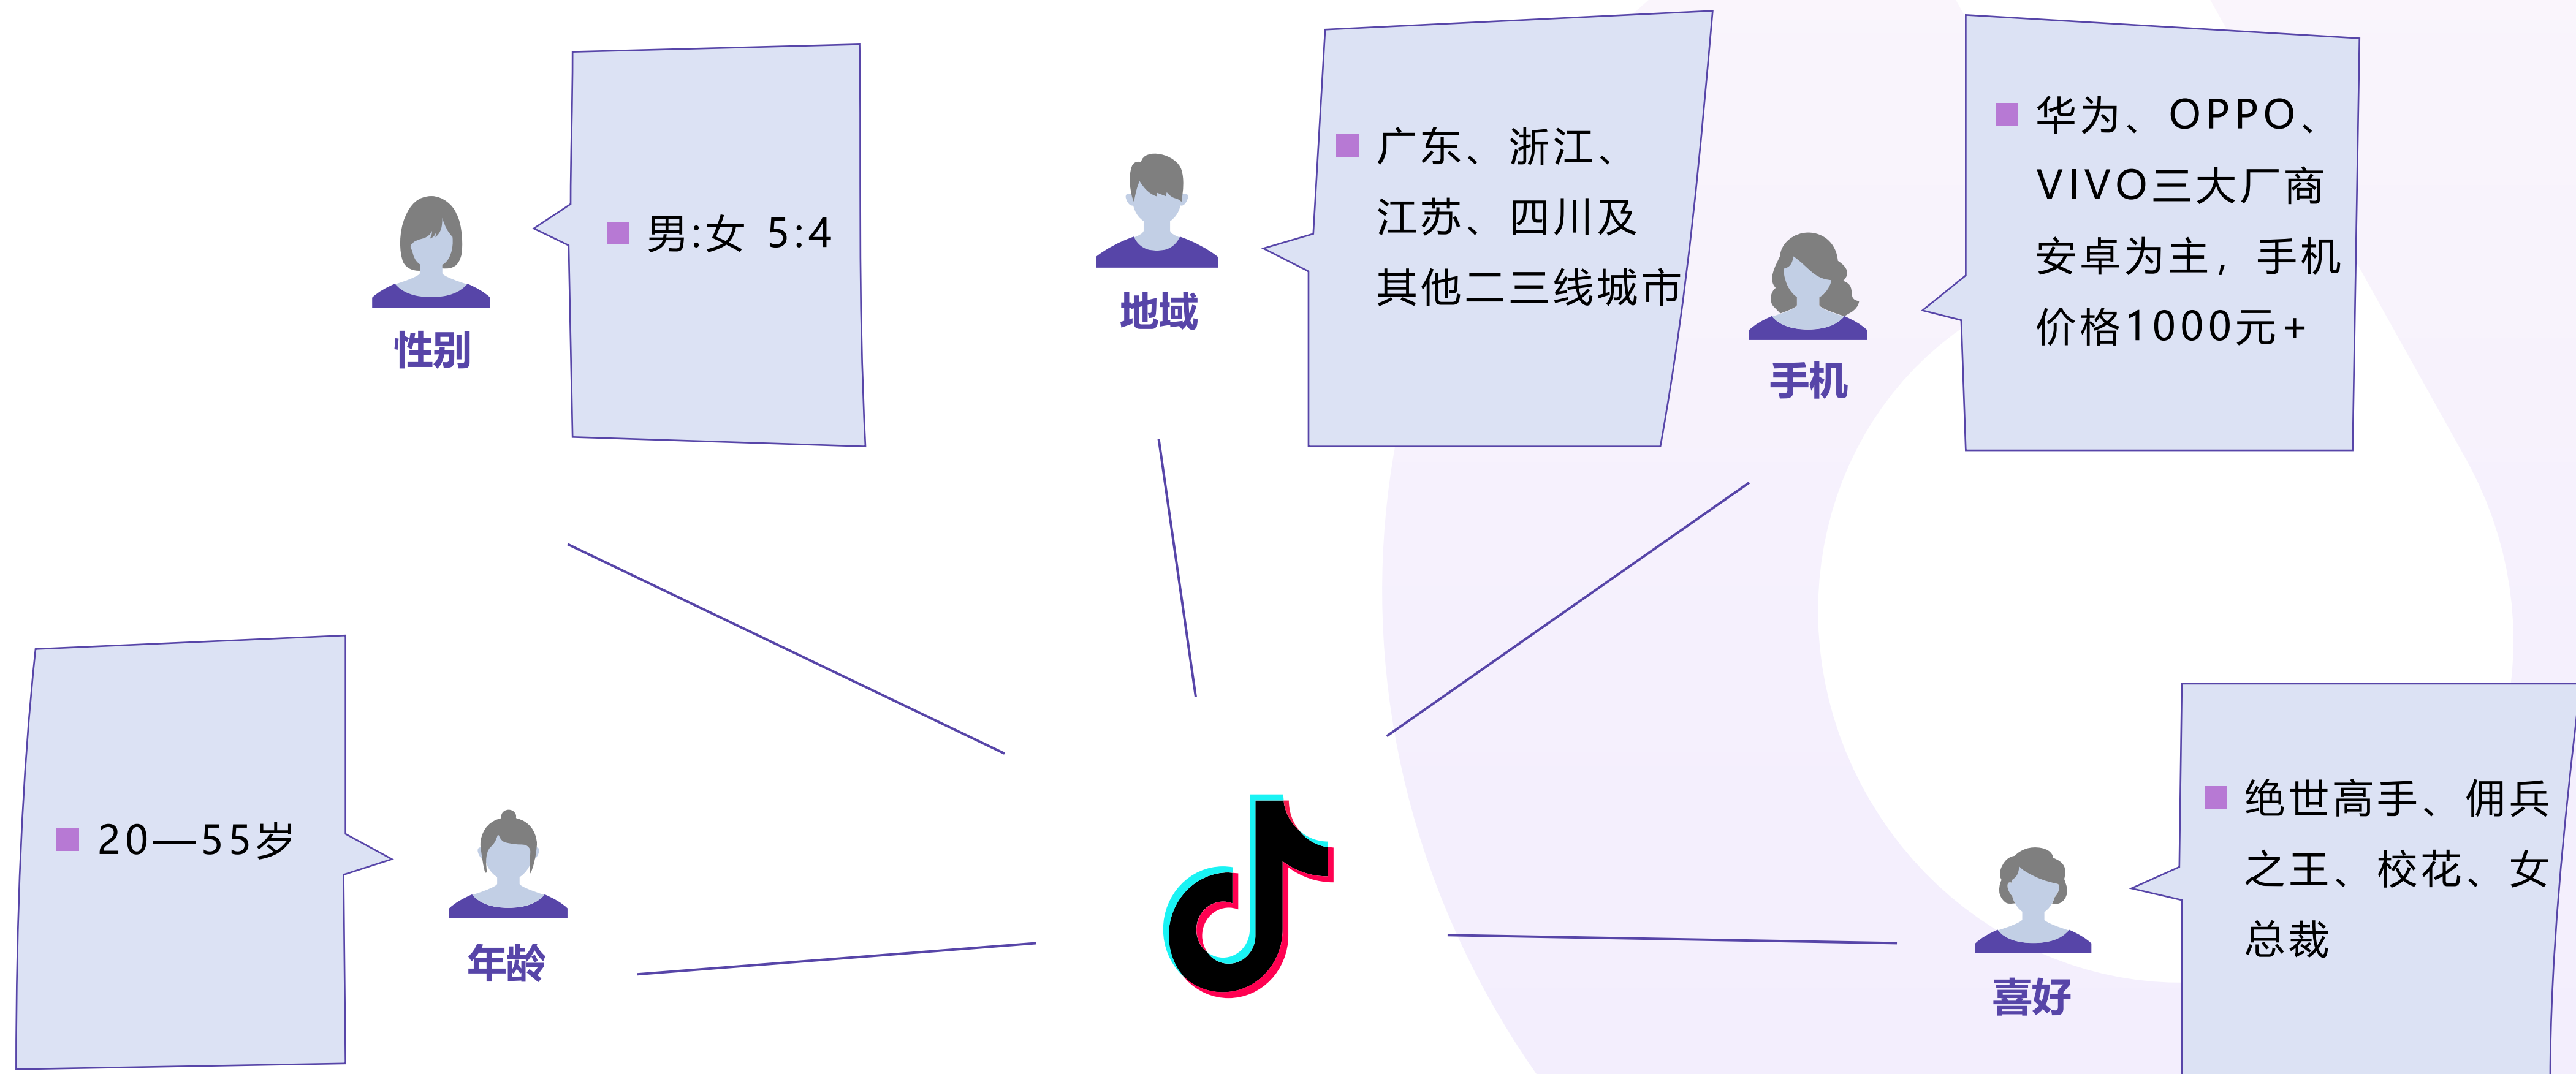 性别
男:女 5:4
地域
广东、浙江、
江苏、四川及
其他二三线城市
手机
华为、OPPO、
VIVO三大厂商
安卓为主，手机
价格1000元+
20—55岁
年龄
喜好
绝世高手、佣兵
之王、校花、女
总裁